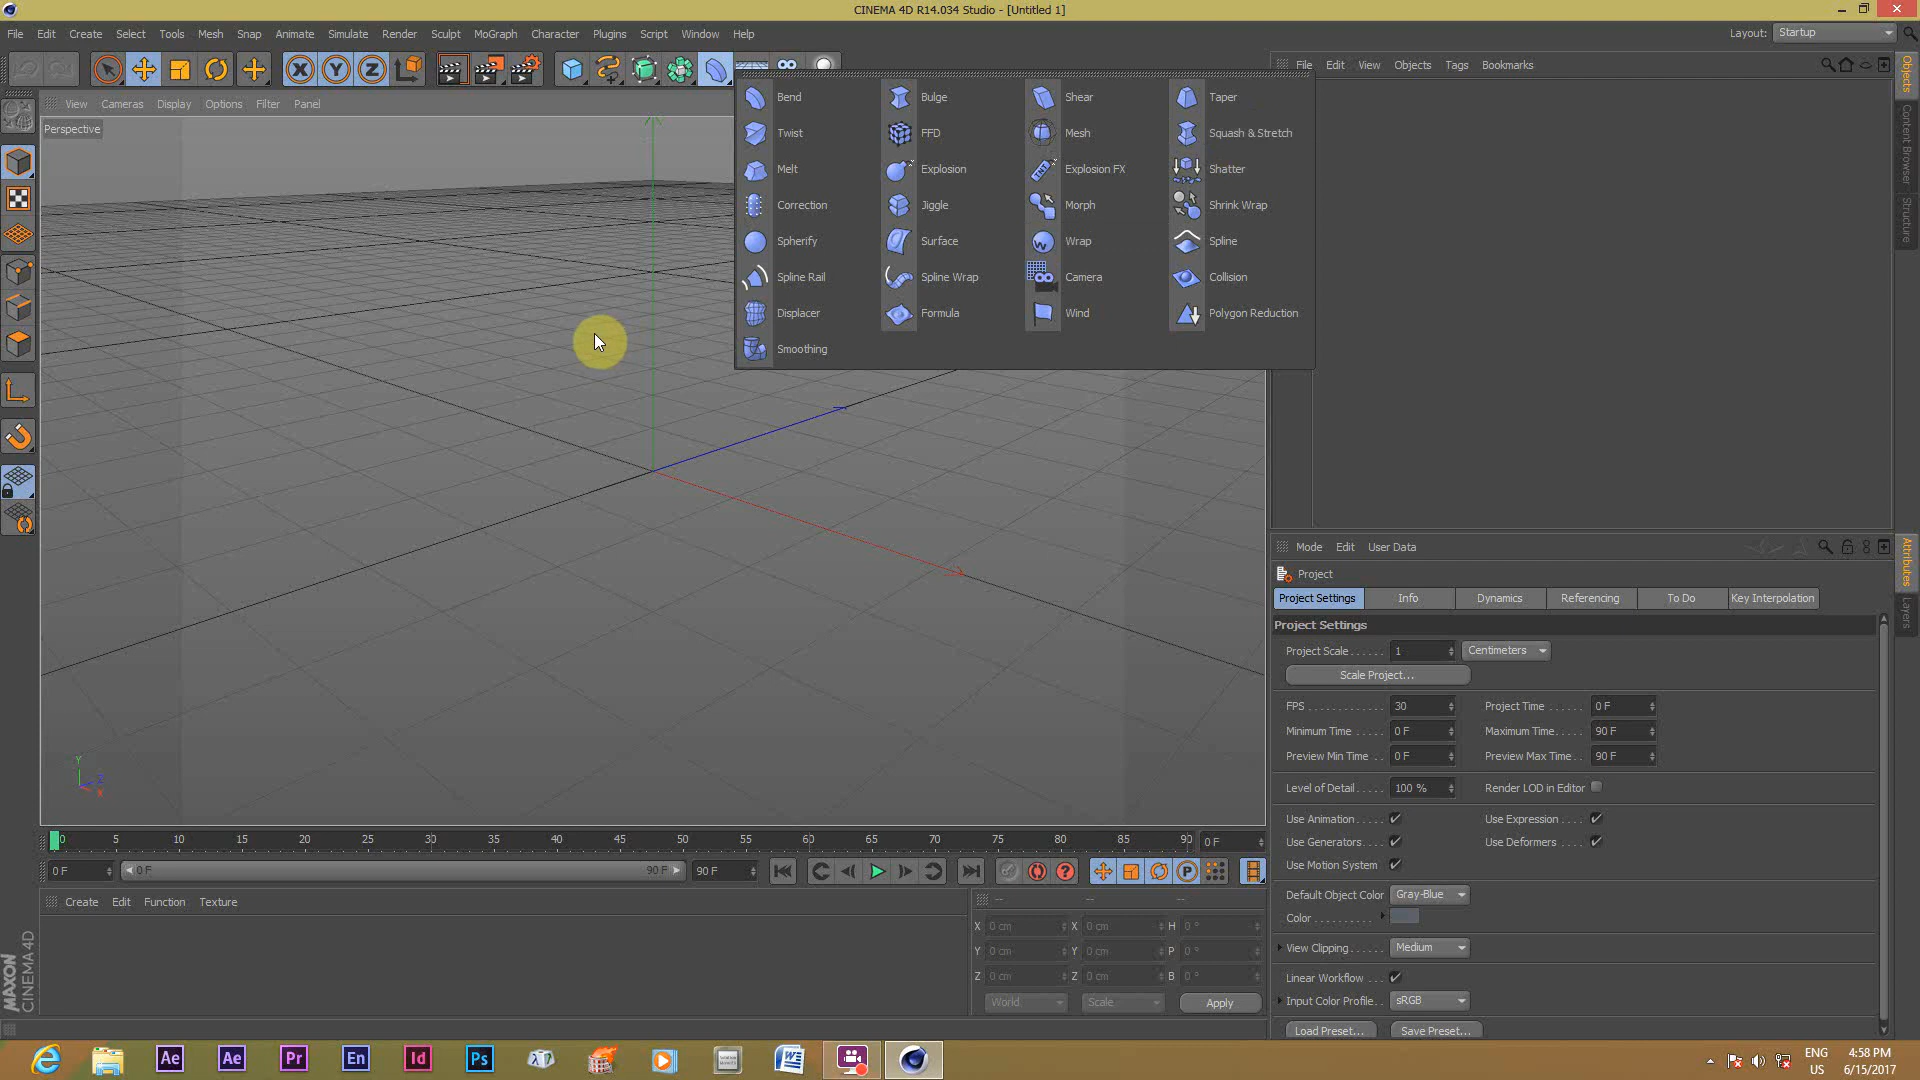 CINEMA 4D R14.034 Studio - [Untitled 1]
File Edit Create Select Tools Mesh Snap Animate Simulate Render Sculpt MoGraph Character Plugins Script Window Help
Layout: Startup
X Y Z
File Edit View Objects Tags Bookmarks
View Cameras Display Options Filter Panel
Perspective
Bend Bulge Shear Taper
Twist FFD Mesh Squash & Stretch
Melt Explosion Explosion FX Shatter
Correction Jiggle Morph Shrink Wrap
Spherify Surface Wrap Spline
Spline Rail Spline Wrap Camera Collision
Displacer Formula Wind Polygon Reduction
Smoothing
Objects
Content Browser
Structure
Mode Edit User Data
Attributes
Layers
Project
Project Settings Info Dynamics Referencing To Do Key Interpolation
Project Settings
Project Scale 1 Centimeters
Scale Project...
FPS 30 Project Time 0 F
Minimum Time 0 F Maximum Time 90 F
Preview Min Time 0 F Preview Max Time 90 F
Level of Detail 100 % Render LOD in Editor
Use Animation Use Expression
Use Generators Use Deformers
Use Motion System
Default Object Color Gray-Blue
Color
View Clipping Medium
Linear Workflow
Input Color Profile sRGB
Load Preset... Save Preset...
Y Z X
0 5 10 15 20 25 30 35 40 45 50 55 60 65 70 75 80 85 90 0 F
0 F 0 F 90 F 90 F
P
Create Edit Function Texture
-- -- --
X 0 cm X 0 cm H 0 °
Y 0 cm Y 0 cm P 0 °
Z 0 cm Z 0 cm B 0 °
World Scale Apply
MAXON
CINEMA 4D
Ae Ae Pr En Id Ps
ENG
US
4:58 PM
6/15/2017